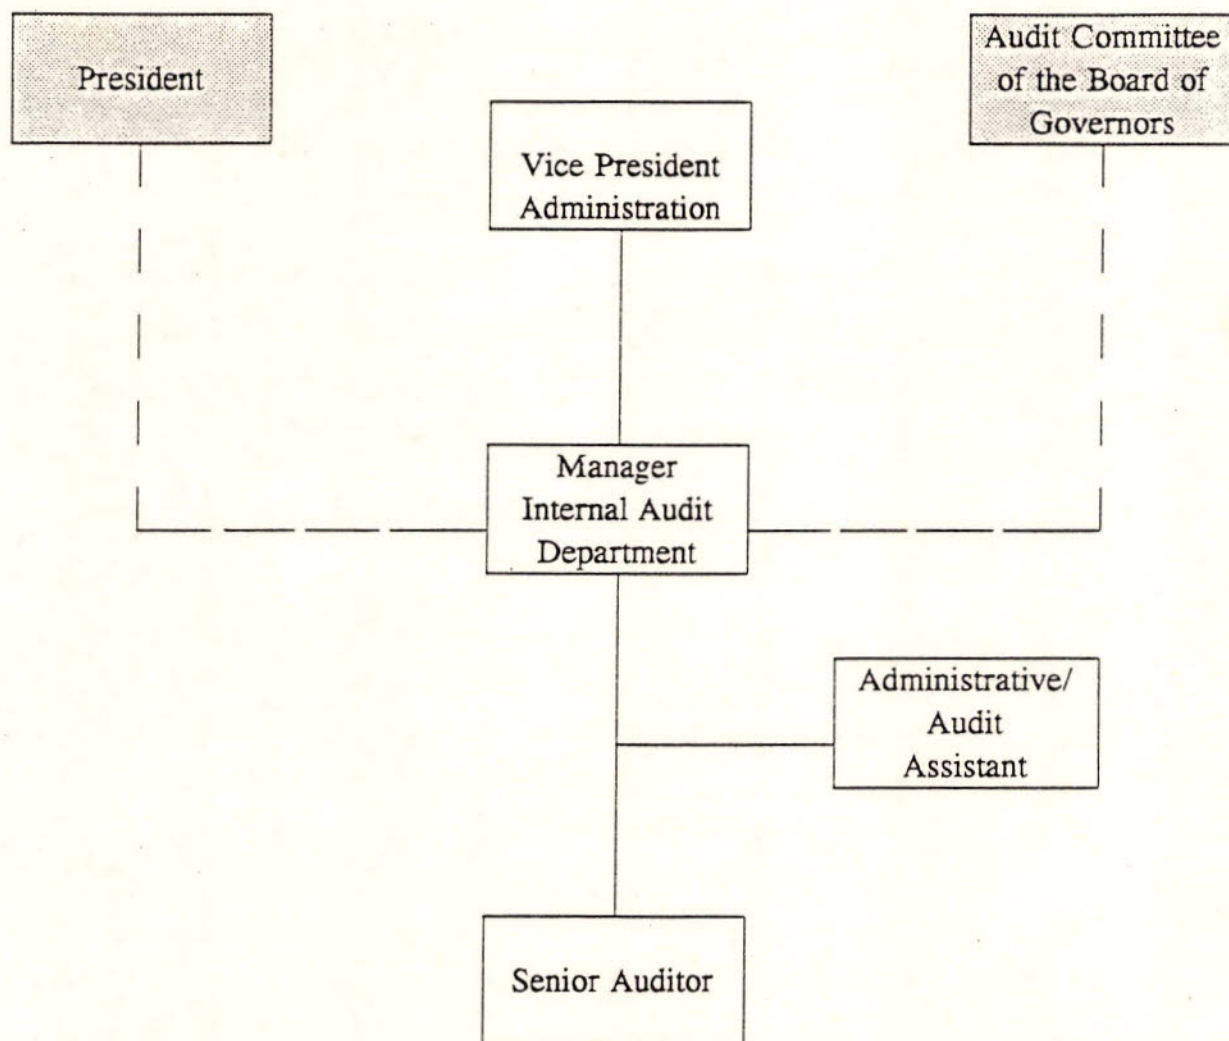 President
Audit Committee
of the Board of
Governors
Vice President
Administration
Manager
Internal Audit
Department
Administrative/
Audit
Assistant
Senior Auditor